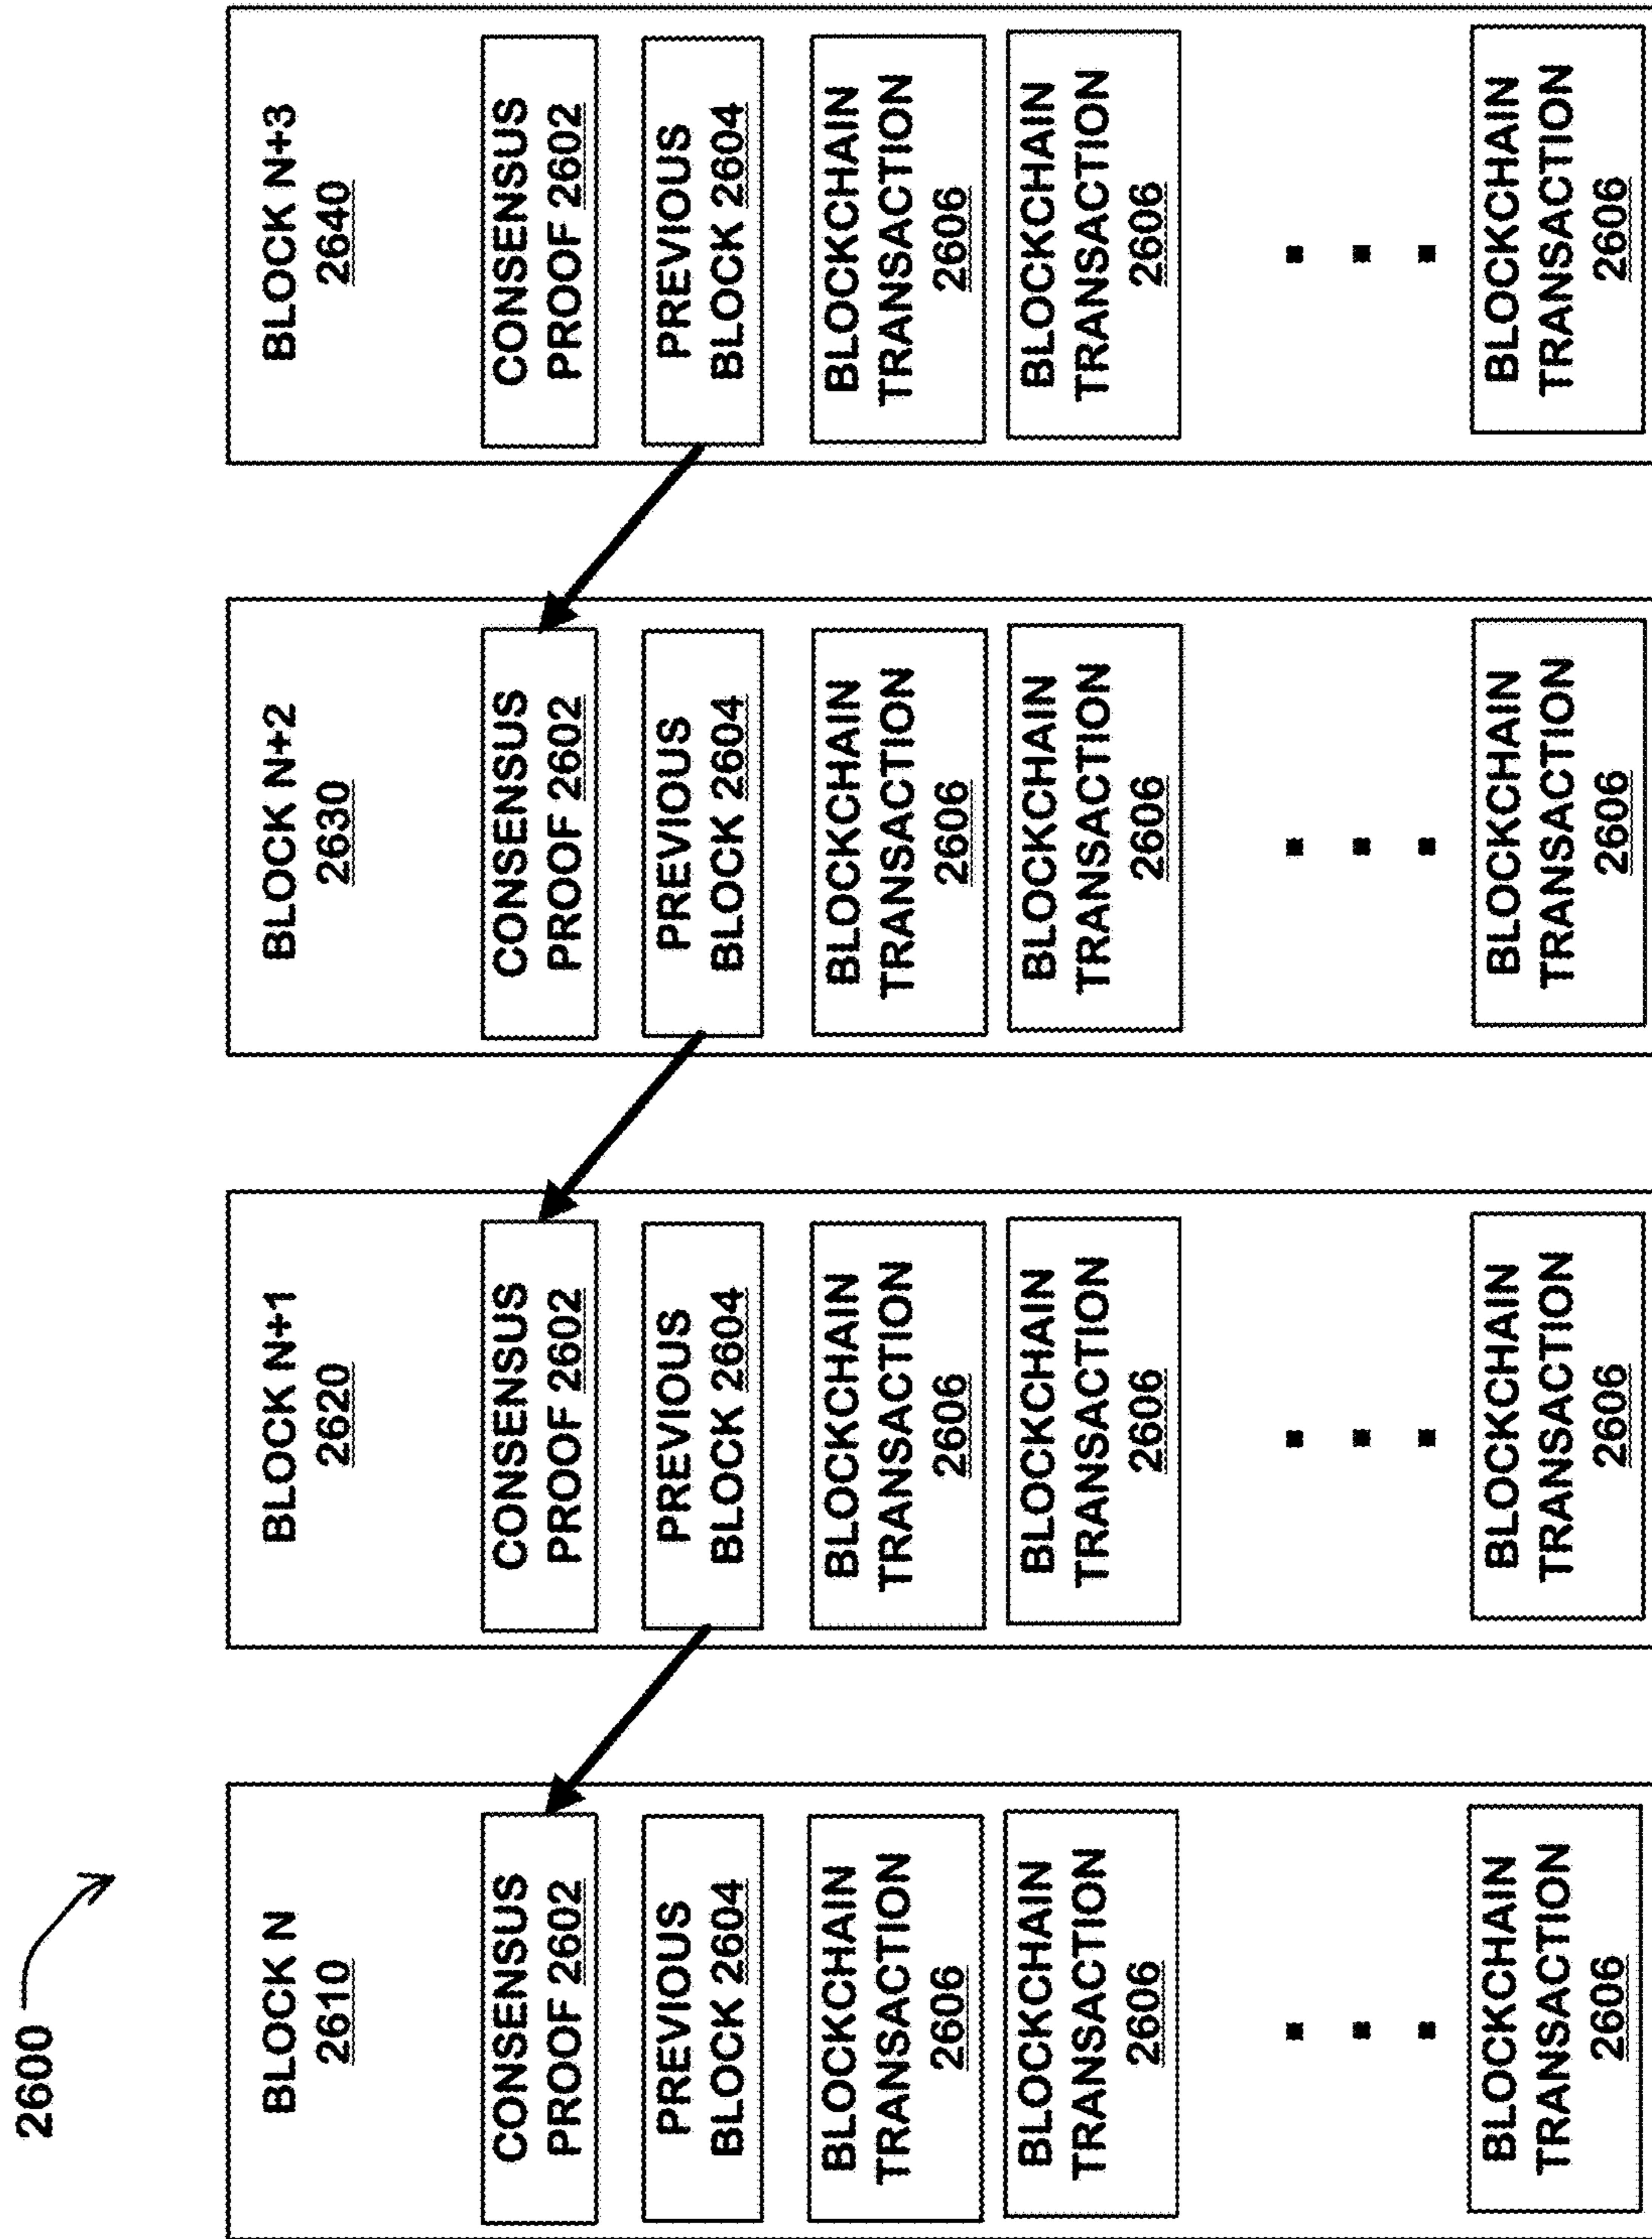 2600
BLOCK N
2610
CONSENSUS
PROOF 2602
PREVIOUS
BLOCK 2604
BLOCKCHAIN
TRANSACTION
2606
BLOCKCHAIN
TRANSACTION
2606
BLOCKCHAIN
TRANSACTION
2606
BLOCK N+1
2620
CONSENSUS
PROOF 2602
PREVIOUS
BLOCK 2604
BLOCKCHAIN
TRANSACTION
2606
BLOCKCHAIN
TRANSACTION
2606
BLOCKCHAIN
TRANSACTION
2606
BLOCK N+2
2630
CONSENSUS
PROOF 2602
PREVIOUS
BLOCK 2604
BLOCKCHAIN
TRANSACTION
2606
BLOCKCHAIN
TRANSACTION
2606
BLOCKCHAIN
TRANSACTION
2606
BLOCK N+3
2640
CONSENSUS
PROOF 2602
PREVIOUS
BLOCK 2604
BLOCKCHAIN
TRANSACTION
2606
BLOCKCHAIN
TRANSACTION
2606
BLOCKCHAIN
TRANSACTION
2606